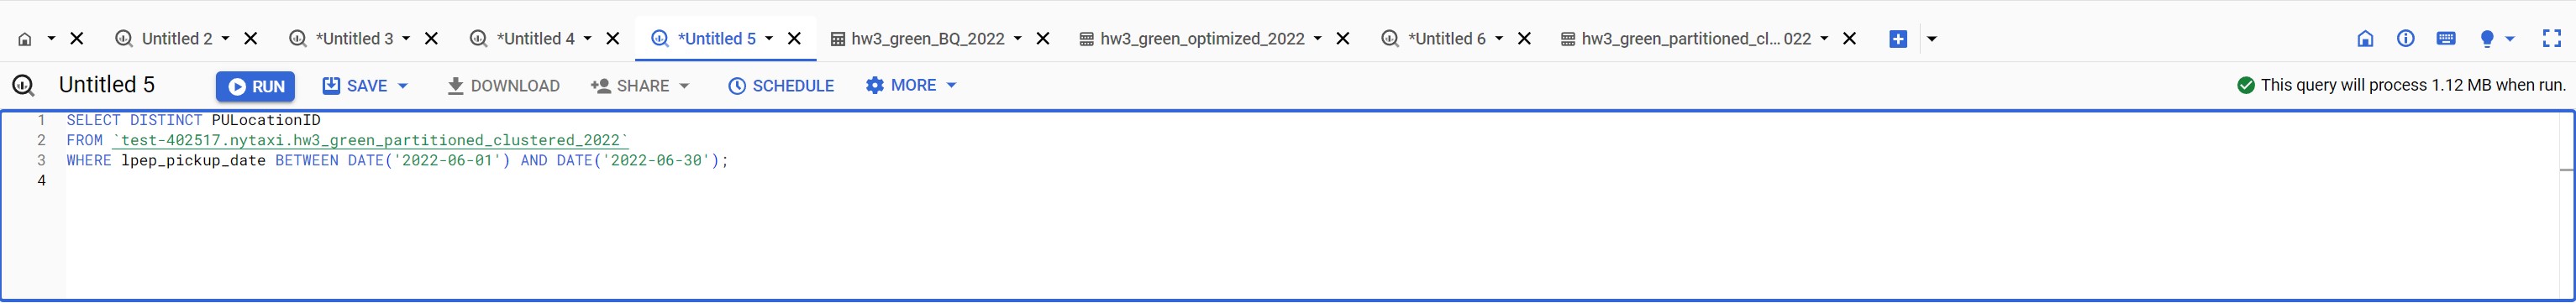 Untitled 2 *Untitled 3 *Untitled 4 *Untitled 5 hw3_green_BQ_2022 hw3_green_optimized_2022 *Untitled 6 hw3_green_partitioned_cl... 022
Untitled 5 RUN SAVE DOWNLOAD SHARE SCHEDULE MORE This query will process 1.12 MB when run.
1 SELECT DISTINCT PULocationID
2 FROM `test-402517.nytaxi.hw3_green_partitioned_clustered_2022`
3 WHERE lpep_pickup_date BETWEEN DATE('2022-06-01') AND DATE('2022-06-30');
4